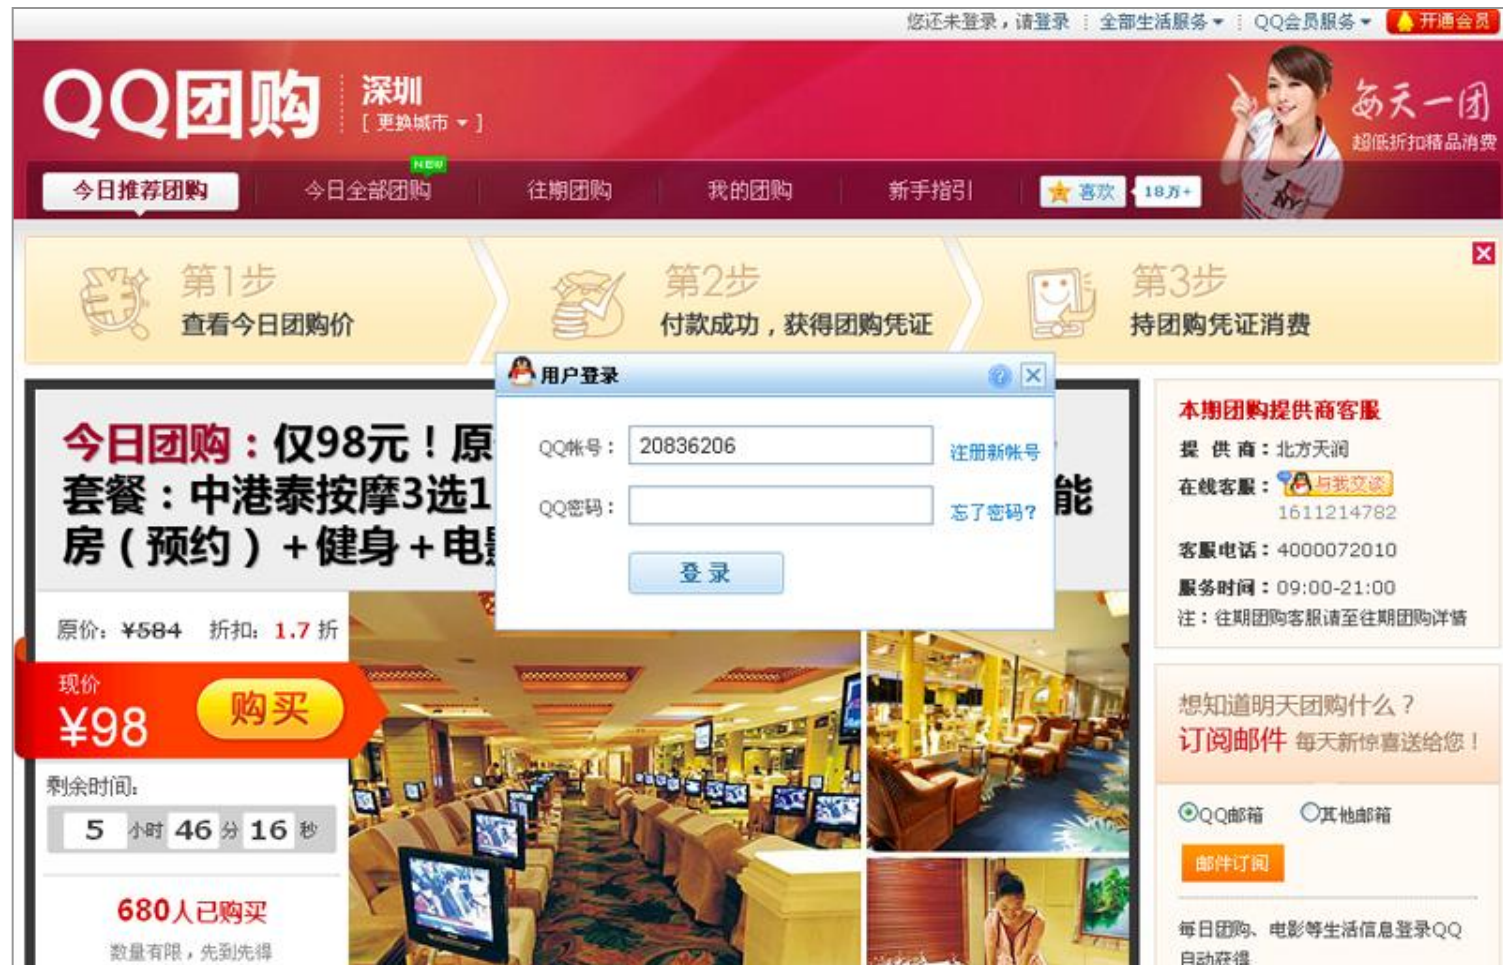 您还未登录，请登录 全部生活服务 QQ会员服务 开通会员
QQ团购
深圳
[ 更换城市 ]
每天一团
超低折扣精品消费
NEW
今日推荐团购 今日全部团购 往期团购 我的团购 新手指引 喜欢 18万+
第1步
查看今日团购价
第2步
付款成功，获得团购凭证
第3步
持团购凭证消费
用户登录
QQ帐号： 20836206 注册新帐号
QQ密码： 忘了密码?
登录
今日团购：仅98元！原
套餐：中港泰按摩3选1 能
房（预约）+健身+电
原价：¥584 折扣：1.7 折
现价
¥98
购买
剩余时间：
5 小时 46 分 16 秒
680人已购买
数量有限，先到先得
本期团购提供商客服
提 供 商：北方天润
在线客服：与我交谈
1611214782
客服电话：4000072010
服务时间：09:00-21:00
注：往期团购客服请至往期团购详情
想知道明天团购什么？
订阅邮件 每天新惊喜送给您！
QQ邮箱 其他邮箱
邮件订阅
每日团购、电影等生活信息登录QQ
自动获得